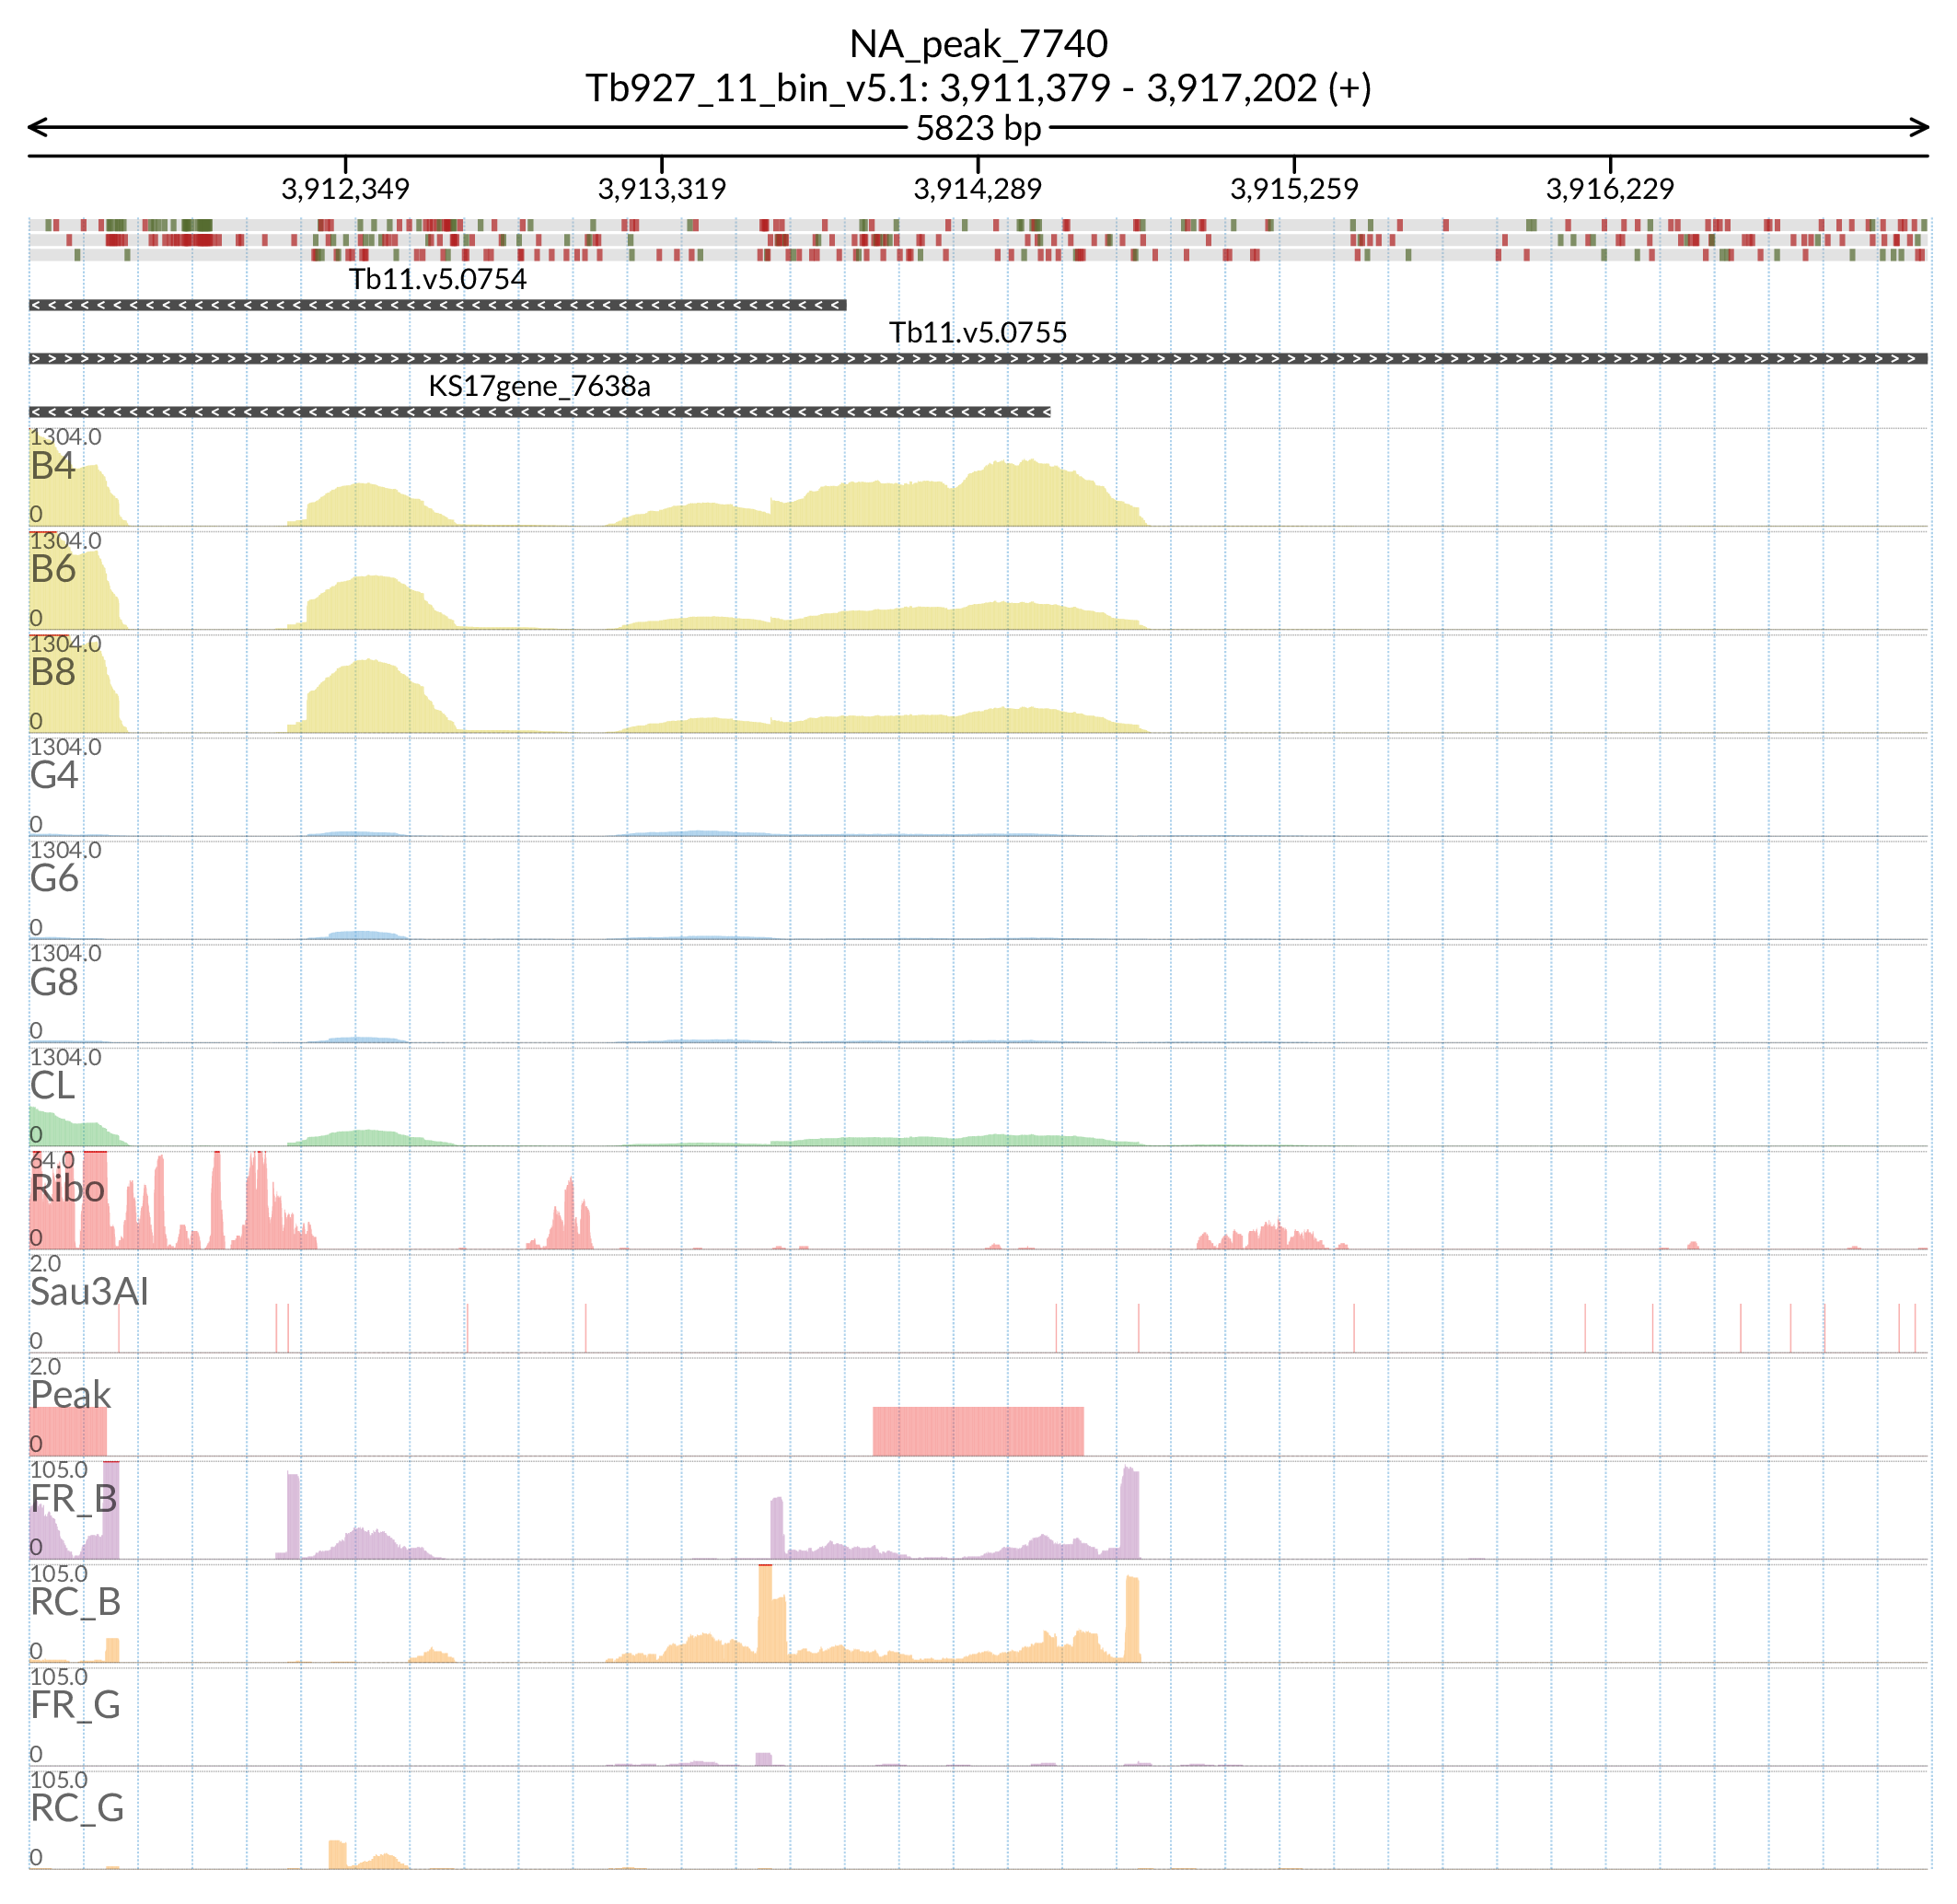 NA_peak_7740
Tb927_11_bin_v5.1: 3,911,379 - 3,917,202 (+)
5823 bp
3,912,349 3,913,319 3,914,289 3,915,259 3,916,229
Tb11.v5.0754
Tb11.v5.0755
KS17gene_7638a
1304.0
B4
0
1304.0
B6
0
1304.0
B8
0
1304.0
G4
0
1304.0
G6
0
1304.0
G8
0
1304.0
CL
0
64.0
Ribo
0
2.0
Sau3AI
0
2.0
Peak
0
105.0
FR_B
0
105.0
RC_B
0
105.0
FR_G
0
105.0
RC_G
0